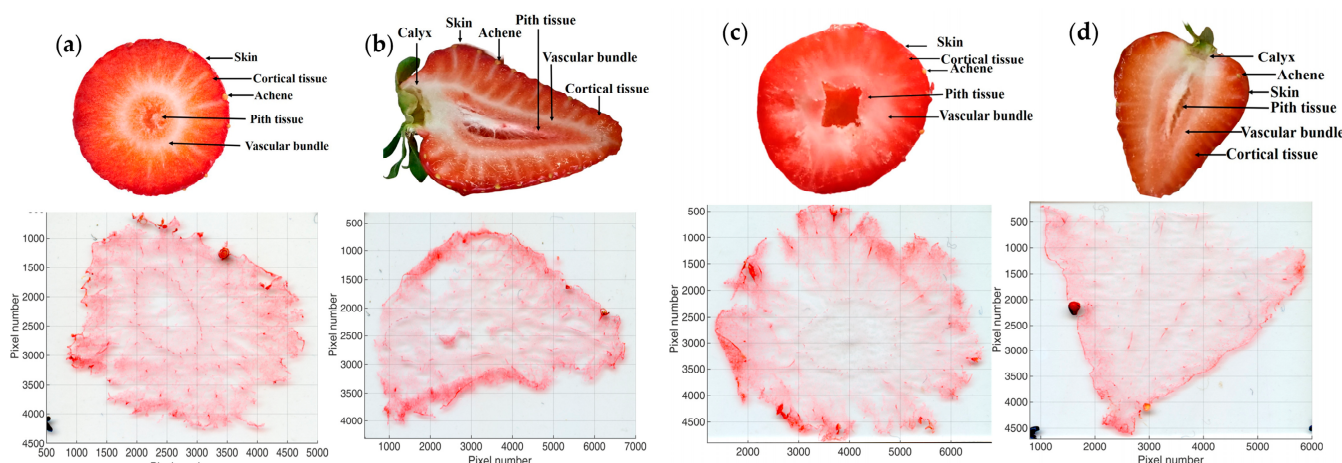 (a)
Skin
Cortical tissue
Achene
Pith tissue
Vascular bundle
(b)
Calyx
Skin
Achene
Pith tissue
Vascular bundle
Cortical tissue
(c)
Skin
Cortical tissue
Achene
Pith tissue
Vascular bundle
(d)
Calyx
Achene
Skin
Pith tissue
Vascular bundle
Cortical tissue
Pixel number
1000
1500
2000
2500
3000
3500
4000
4500
500 1000 1500 2000 2500 3000 3500 4000 4500 5000
Pixel number
500
1000
1500
2000
2500
3000
3500
4000
1000 2000 3000 4000 5000 6000 7000
Pixel number
Pixel number
500
1000
1500
2000
2500
3000
3500
4000
4500
2000 3000 4000 5000 6000
Pixel number
Pixel number
500
1000
1500
2000
2500
3000
3500
4000
4500
1000 2000 3000 4000 5000 6000
Pixel number